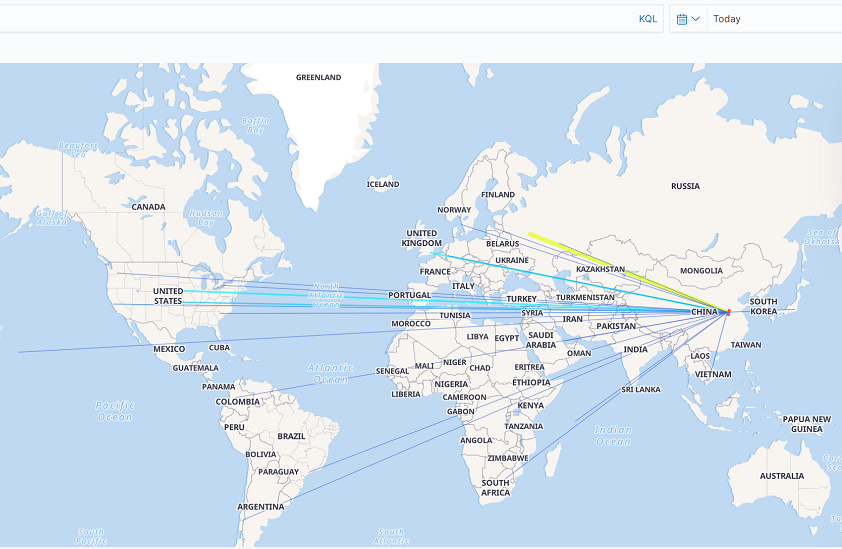 KQL
Today
GREENLAND
Baffin
Bay
Beaufort
Sea
ICELAND
RUSSIA
FINLAND
CANADA
NORWAY
Gulf of
Alaska
Hudson
Bay
UNITED
KINGDOM
BELARUS
Sea of
Okhotsk
UKRAINE
KAZAKHSTAN
MONGOLIA
FRANCE
ITALY
UNITED
STATES
North
Atlantic
Ocean
PORTUGAL
TURKEY
TURKMENISTAN
SOUTH
KOREA
CHINA
SYRIA
TUNISIA
IRAN
MOROCCO
PAKISTAN
LIBYA
EGYPT
SAUDI
ARABIA
MEXICO
CUBA
TAIWAN
INDIA
OMAN
LAOS
GUATEMALA
Atlantic
Ocean
SENEGAL
MALI
NIGER
CHAD
ERITREA
VIETNAM
PANAMA
NIGERIA
ETHIOPIA
SRI LANKA
LIBERIA
CAMEROON
COLOMBIA
Pacific
Ocean
GABON
KENYA
PAPUA NEW
GUINEA
PERU
BRAZIL
TANZANIA
Indian
Ocean
ANGOLA
BOLIVIA
ZIMBABWE
PARAGUAY
AUSTRALIA
SOUTH
AFRICA
ARGENTINA
South
Pacific
South
Atlantic